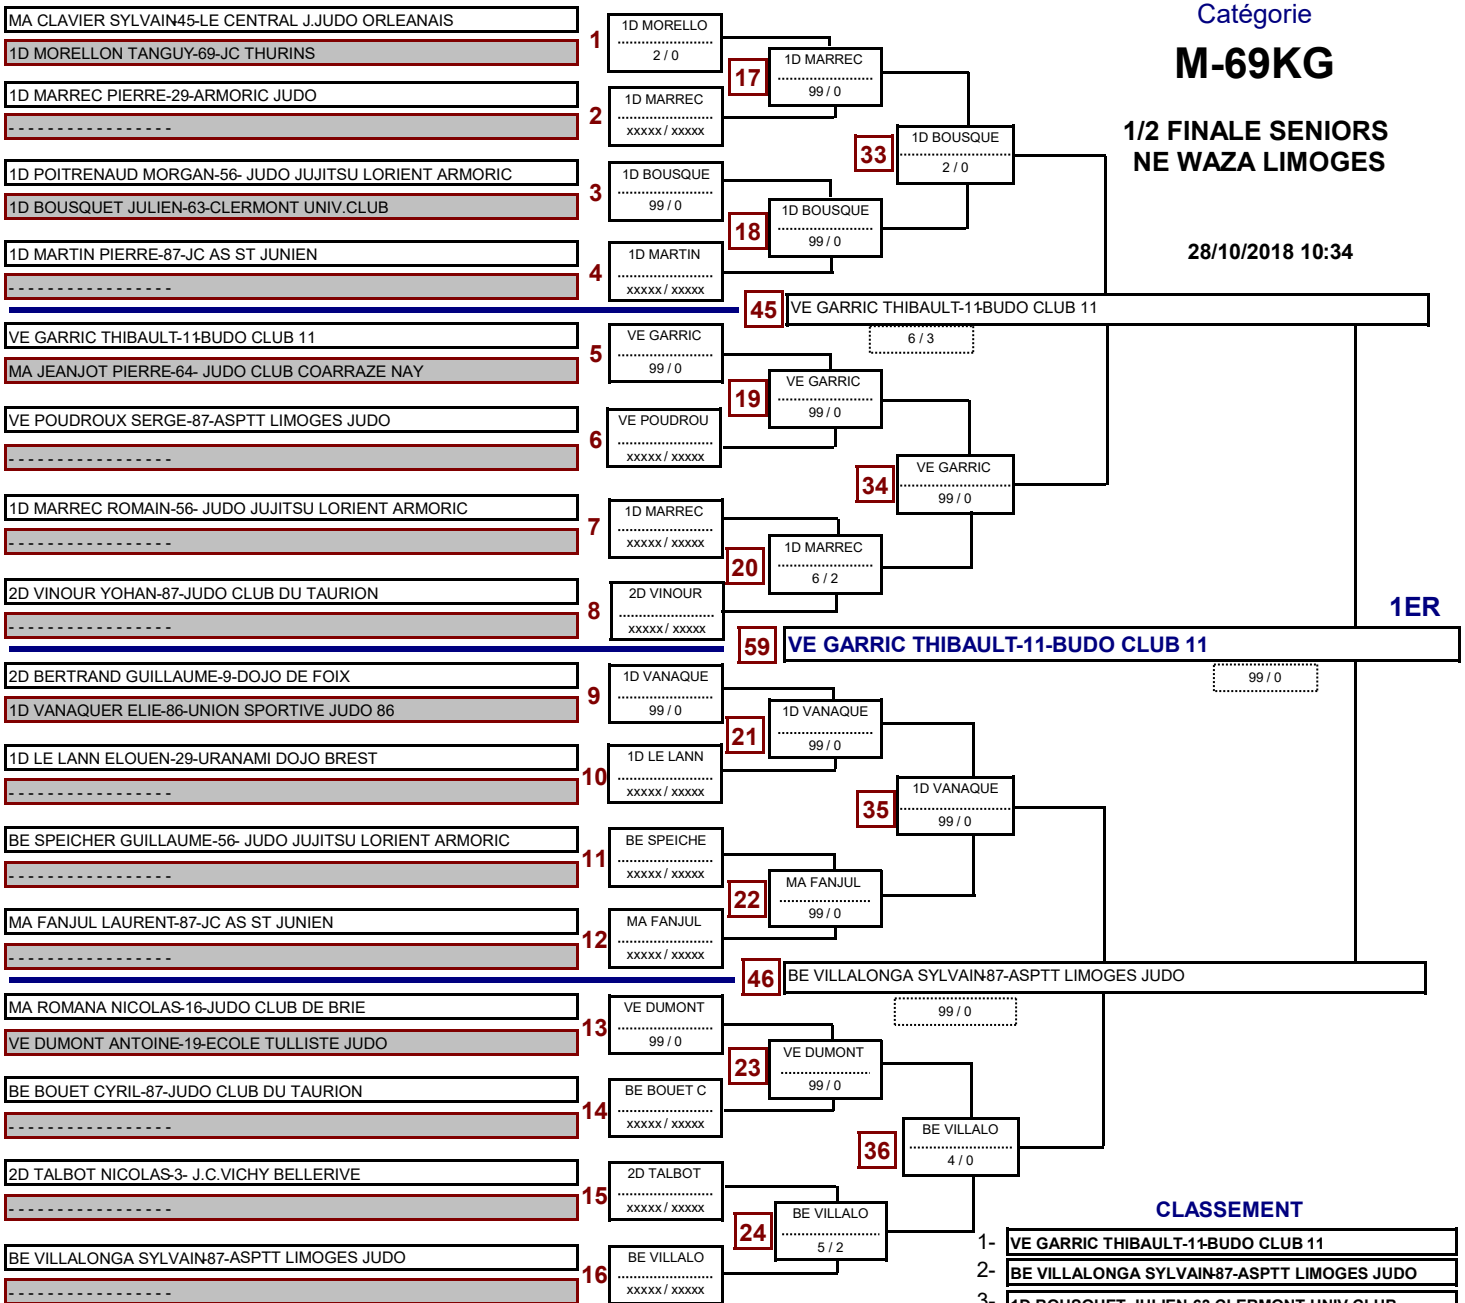 Catégorie
M-69KG
1/2 FINALE SENIORS
NE WAZA LIMOGES
28/10/2018 10:34
MA CLAVIER SYLVAIN-45-LE CENTRAL J.JUDO ORLEANAIS
1D MORELLON TANGUY-69-JC THURINS
1
1D MORELLO
2 / 0
1D MARREC PIERRE-29-ARMORIC JUDO
- - - - - - - - - - - - - - - - -
2
1D MARREC
xxxxx / xxxxx
17
1D MARREC
99 / 0
1D POITRENAUD MORGAN-56- JUDO JUJITSU LORIENT ARMORIC
1D BOUSQUET JULIEN-63-CLERMONT UNIV.CLUB
3
1D BOUSQUE
99 / 0
1D MARTIN PIERRE-87-JC AS ST JUNIEN
- - - - - - - - - - - - - - - - -
4
1D MARTIN
xxxxx / xxxxx
18
1D BOUSQUE
99 / 0
33
1D BOUSQUE
2 / 0
45
VE GARRIC THIBAULT-11-BUDO CLUB 11
6 / 3
VE GARRIC THIBAULT-11-BUDO CLUB 11
MA JEANJOT PIERRE-64- JUDO CLUB COARRAZE NAY
5
VE GARRIC
99 / 0
VE POUDROUX SERGE-87-ASPTT LIMOGES JUDO
- - - - - - - - - - - - - - - - -
6
VE POUDROU
xxxxx / xxxxx
19
VE GARRIC
99 / 0
1D MARREC ROMAIN-56- JUDO JUJITSU LORIENT ARMORIC
- - - - - - - - - - - - - - - - -
7
1D MARREC
xxxxx / xxxxx
2D VINOUR YOHAN-87-JUDO CLUB DU TAURION
- - - - - - - - - - - - - - - - -
8
2D VINOUR
xxxxx / xxxxx
20
1D MARREC
6 / 2
34
VE GARRIC
99 / 0
1ER
59
VE GARRIC THIBAULT-11-BUDO CLUB 11
99 / 0
2D BERTRAND GUILLAUME-9-DOJO DE FOIX
1D VANAQUER ELIE-86-UNION SPORTIVE JUDO 86
9
1D VANAQUE
99 / 0
1D LE LANN ELOUEN-29-URANAMI DOJO BREST
- - - - - - - - - - - - - - - - -
10
1D LE LANN
xxxxx / xxxxx
21
1D VANAQUE
99 / 0
BE SPEICHER GUILLAUME-56- JUDO JUJITSU LORIENT ARMORIC
- - - - - - - - - - - - - - - - -
11
BE SPEICHE
xxxxx / xxxxx
MA FANJUL LAURENT-87-JC AS ST JUNIEN
- - - - - - - - - - - - - - - - -
12
MA FANJUL
xxxxx / xxxxx
22
MA FANJUL
99 / 0
35
1D VANAQUE
99 / 0
46
BE VILLALONGA SYLVAIN-87-ASPTT LIMOGES JUDO
99 / 0
MA ROMANA NICOLAS-16-JUDO CLUB DE BRIE
VE DUMONT ANTOINE-19-ECOLE TULLISTE JUDO
13
VE DUMONT
99 / 0
BE BOUET CYRIL-87-JUDO CLUB DU TAURION
- - - - - - - - - - - - - - - - -
14
BE BOUET C
xxxxx / xxxxx
23
VE DUMONT
99 / 0
2D TALBOT NICOLAS-3- J.C.VICHY BELLERIVE
- - - - - - - - - - - - - - - - -
15
2D TALBOT
xxxxx / xxxxx
BE VILLALONGA SYLVAIN-87-ASPTT LIMOGES JUDO
- - - - - - - - - - - - - - - - -
16
BE VILLALO
xxxxx / xxxxx
24
BE VILLALO
5 / 2
36
BE VILLALO
4 / 0
CLASSEMENT
1- VE GARRIC THIBAULT-11-BUDO CLUB 11
2- BE VILLALONGA SYLVAIN-87-ASPTT LIMOGES JUDO
3- 1D BOUSQUET JULIEN-63-CLERMONT UNIV.CLUB